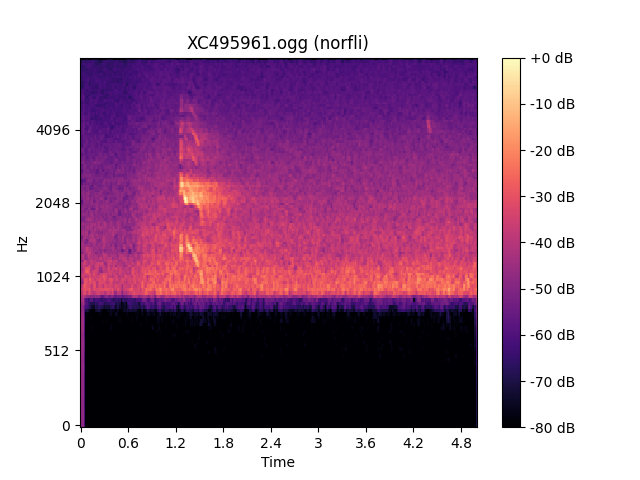 XC495961.ogg (norfli)
Hz
4096
2048
1024
512
0
0 0.6 1.2 1.8 2.4 3 3.6 4.2 4.8
Time
+0 dB
-10 dB
-20 dB
-30 dB
-40 dB
-50 dB
-60 dB
-70 dB
-80 dB